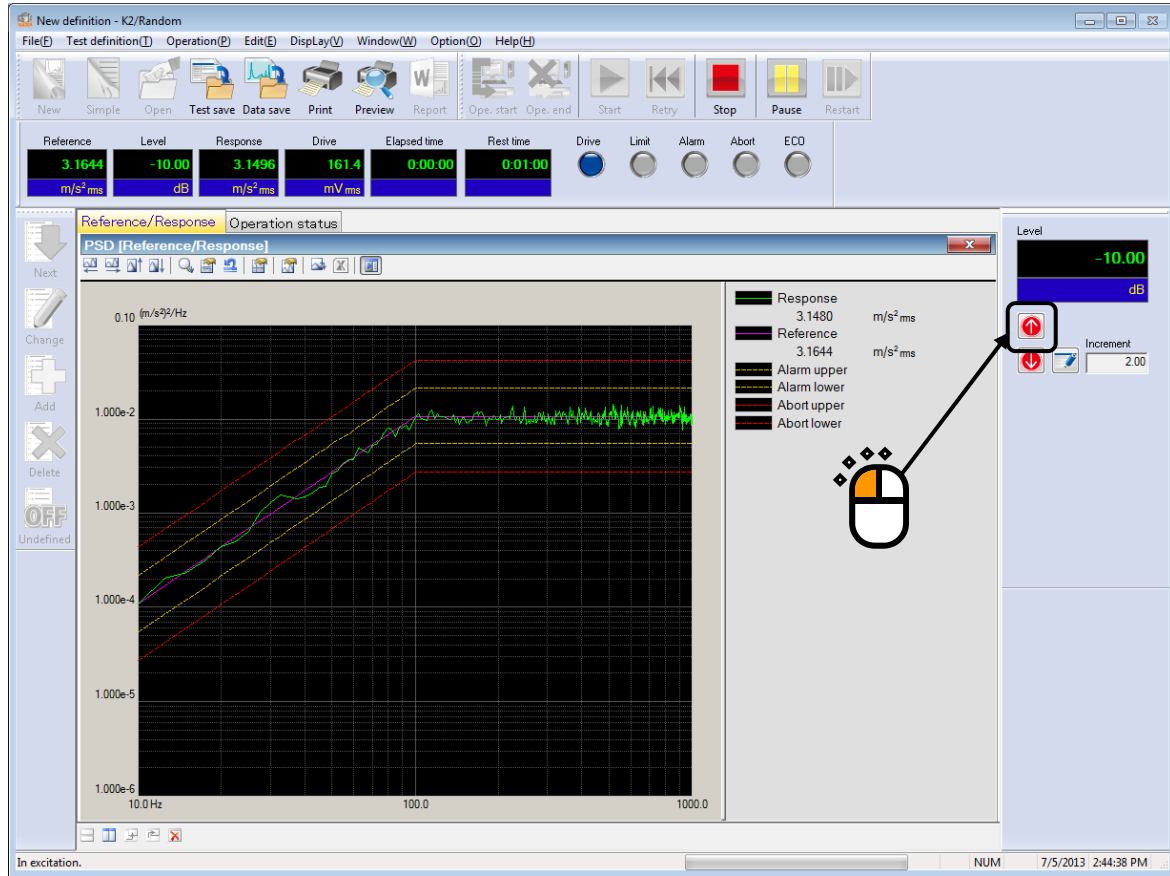 New definition - K2/Random
File(F) Test definition(T) Operation(P) Edit(E) DispLay(V) Window(W) Option(O) Help(H)
New Simple Open Test save Data save Print Preview Report Ope. start Ope. end Start Retry Stop Pause Restart
Reference Level Response Drive Elapsed time Rest time Drive Limit Alarm Abort ECO
3.1644 -10.00 3.1496 161.4 0:00:00 0:01:00
m/s² rms dB m/s² rms mV rms
Reference/Response Operation status
PSD [Reference/Response]
Next
Change
Add
Delete
OFF
Undefined
0.10 (m/s²)²/Hz
1.000e-2
1.000e-3
1.000e-4
1.000e-5
1.000e-6
10.0 Hz 100.0 1000.0
Response
3.1480 m/s² rms
Reference
3.1644 m/s² rms
Alarm upper
Alarm lower
Abort upper
Abort lower
Level
-10.00
dB
Increment
2.00
In excitation. NUM 7/5/2013 2:44:38 PM